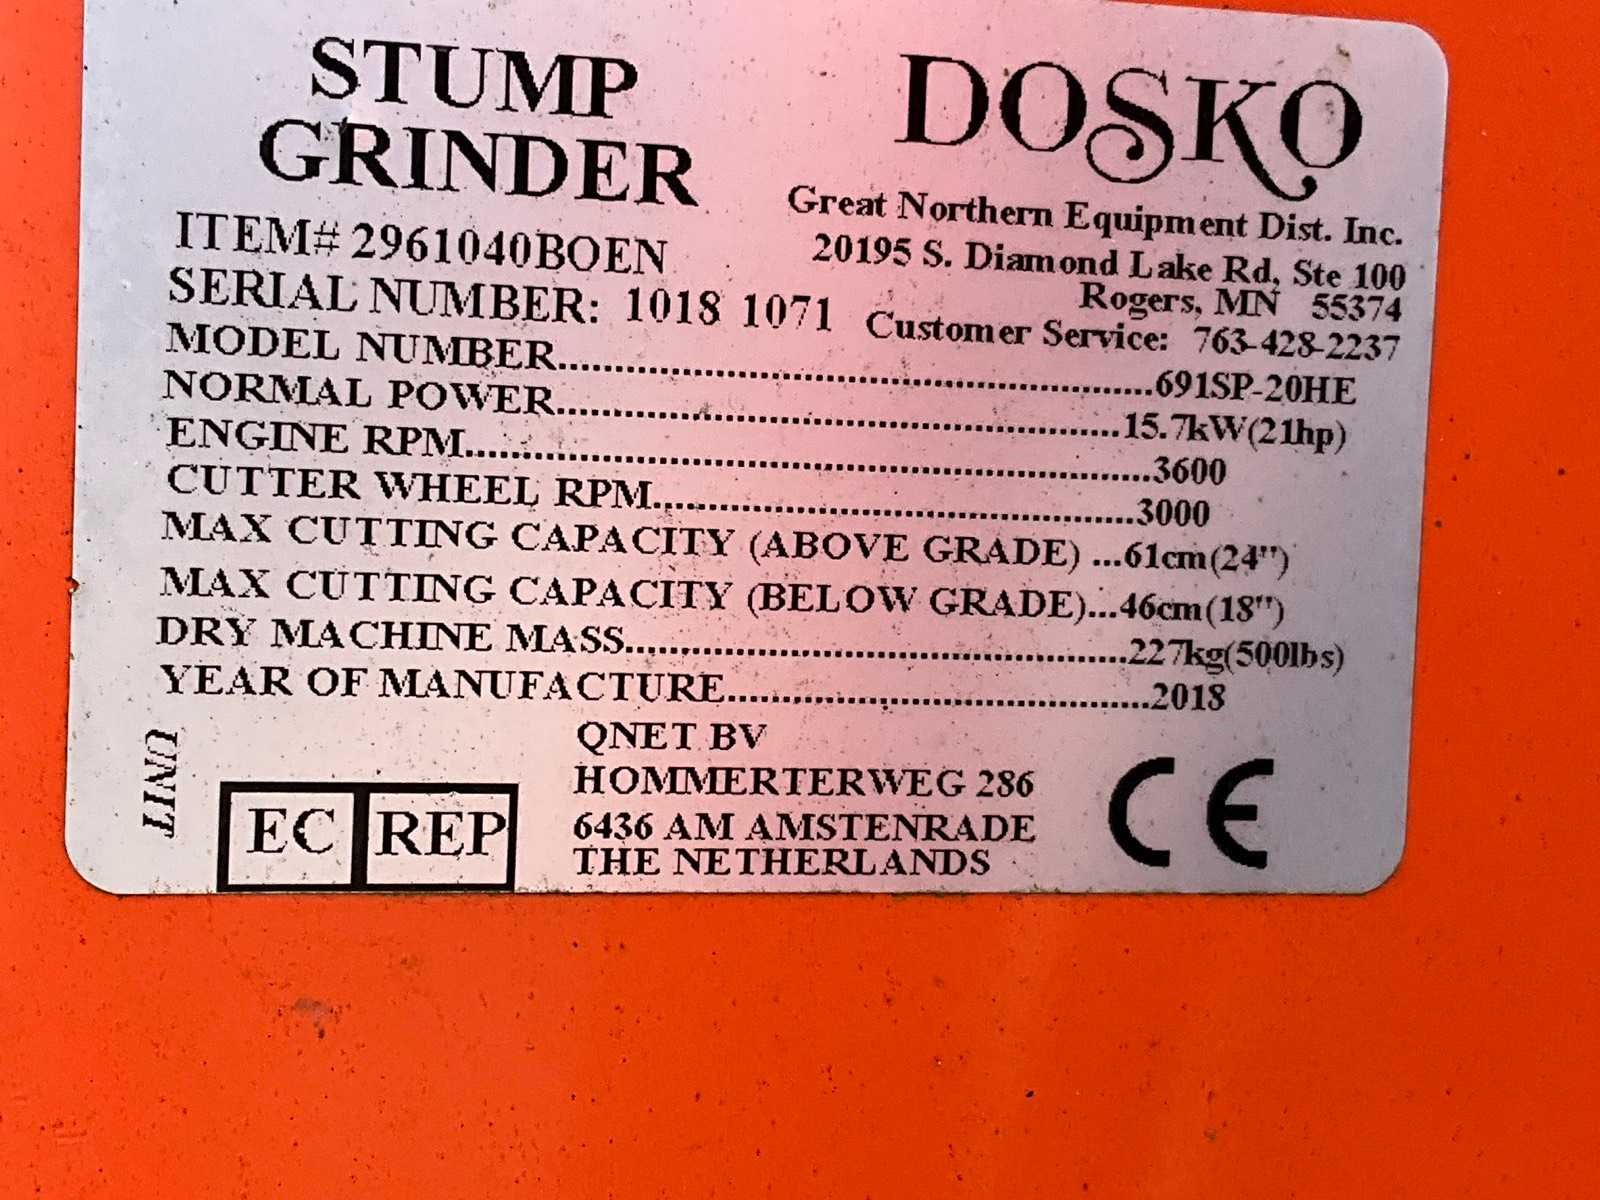 STUMP
GRINDER
ITEM# 2961040BOEN
SERIAL NUMBER: 1018 1071
DOSKO
Great Northern Equipment Dist. Inc.
20195 S. Diamond Lake Rd, Ste 100
Rogers, MN 55374
Customer Service: 763-428-2237
MODEL NUMBER...691SP-20HE
NORMAL POWER...15.7kW(21hp)
ENGINE RPM...3600
CUTTER WHEEL RPM...3000
MAX CUTTING CAPACITY (ABOVE GRADE) ...61cm(24")
MAX CUTTING CAPACITY (BELOW GRADE)...46cm(18")
DRY MACHINE MASS...227kg(500lbs)
YEAR OF MANUFACTURE...2018
UNIT
EC REP
QNET BV
HOMMERTERWEG 286
6436 AM AMSTENRADE
THE NETHERLANDS
CE